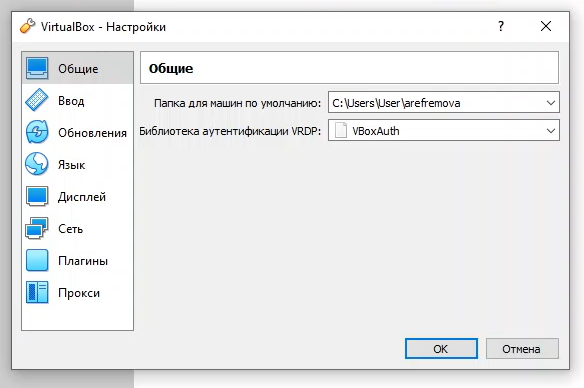 VirtualBox - Настройки
?
Общие
Ввод
Обновления
Язык
Дисплей
Сеть
Плагины
Прокси
Общие
Папка для машин по умолчанию: C:\Users\User\arefremova
Библиотека аутентификации VRDP: VBoxAuth
OK Отмена